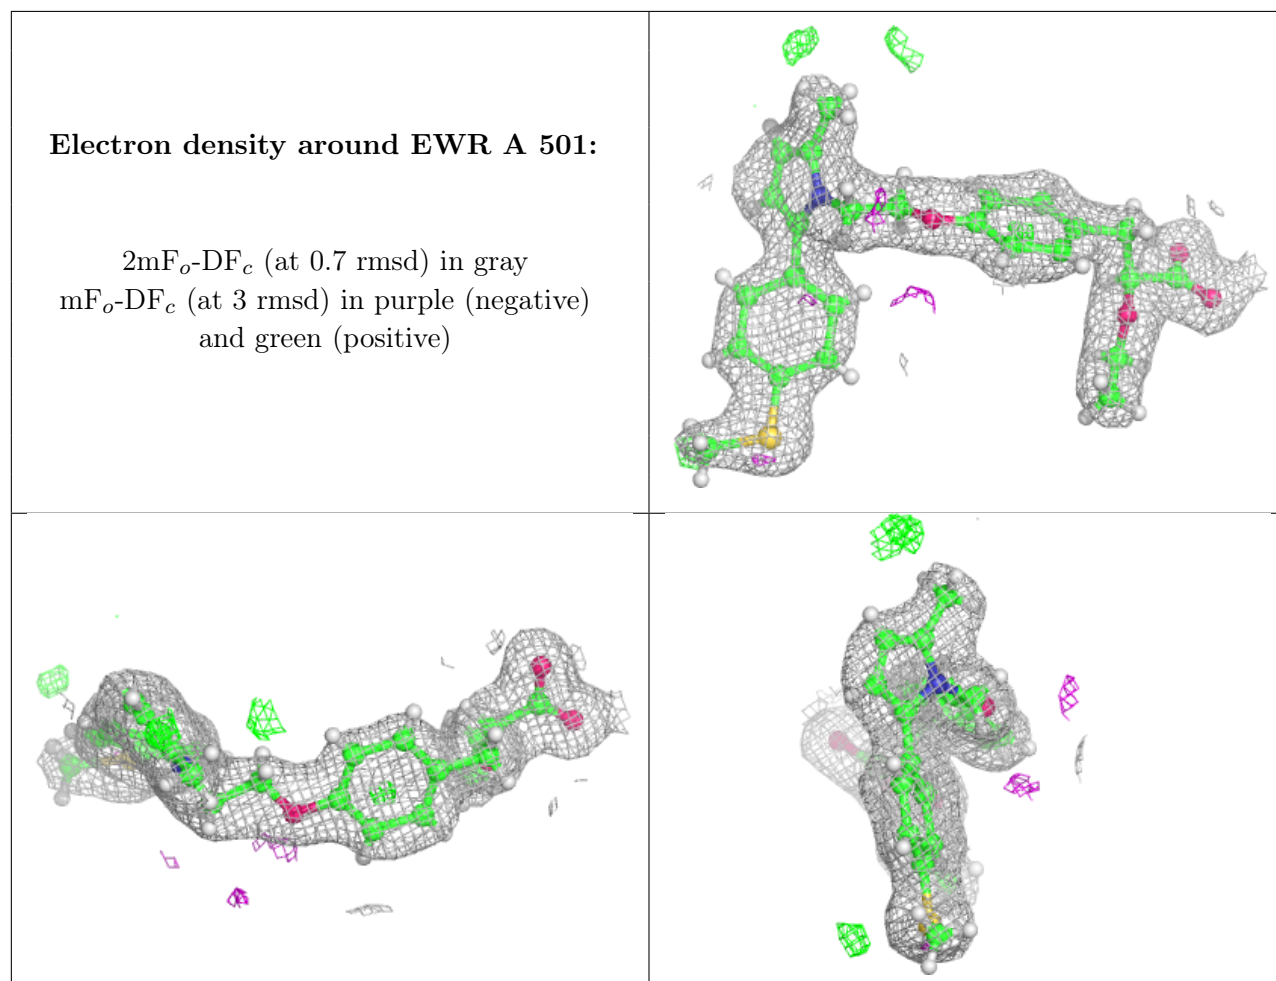 Electron density around EWR A 501:
2mFo-DFc (at 0.7 rmsd) in gray
mFo-DFc (at 3 rmsd) in purple (negative)
and green (positive)